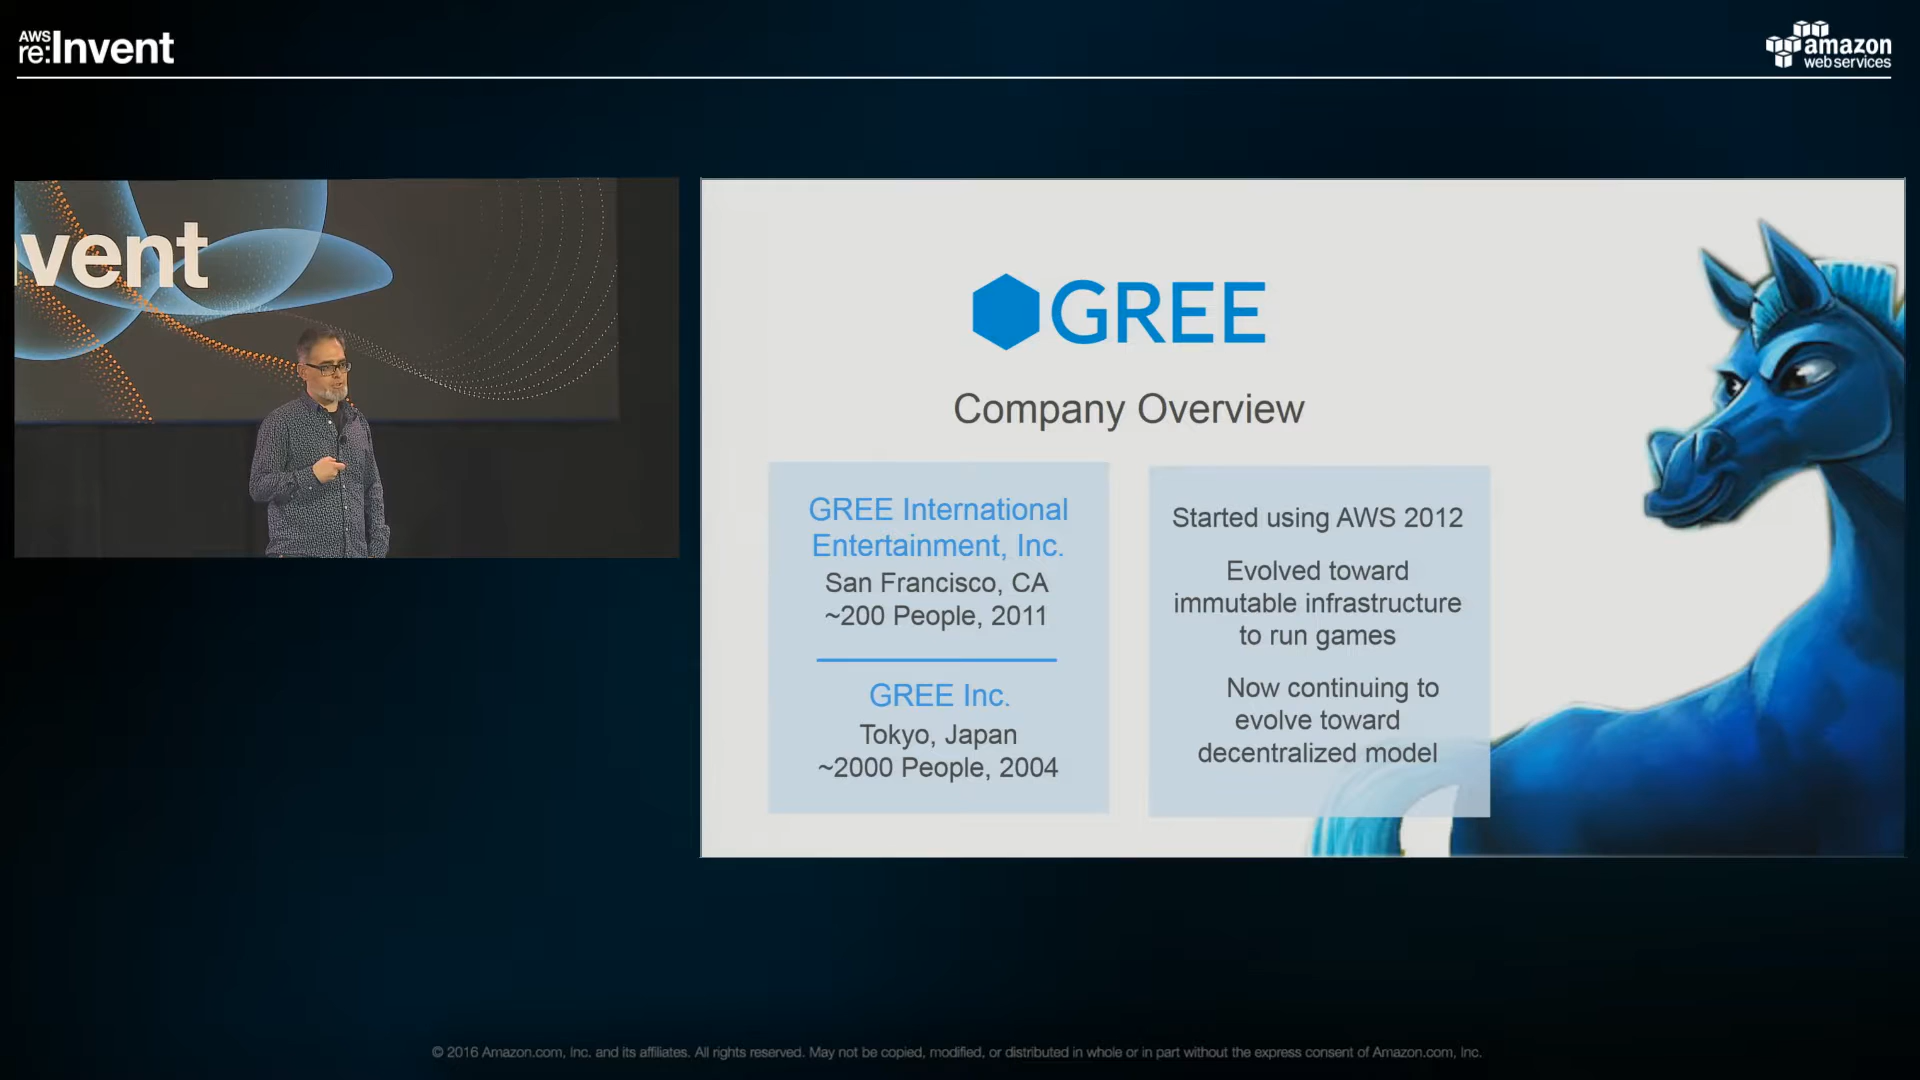 AWS
re:Invent
amazon
web services
nvent
GREE
Company Overview
GREE International
Entertainment, Inc.
San Francisco, CA
~200 People, 2011
GREE Inc.
Tokyo, Japan
~2000 People, 2004
Started using AWS 2012
Evolved toward
immutable infrastructure
to run games
Now continuing to
evolve toward
decentralized model
© 2016 Amazon.com, Inc. and its affiliates. All rights reserved. May not be copied, modified, or distributed in whole or in part without the express consent of Amazon.com, Inc.